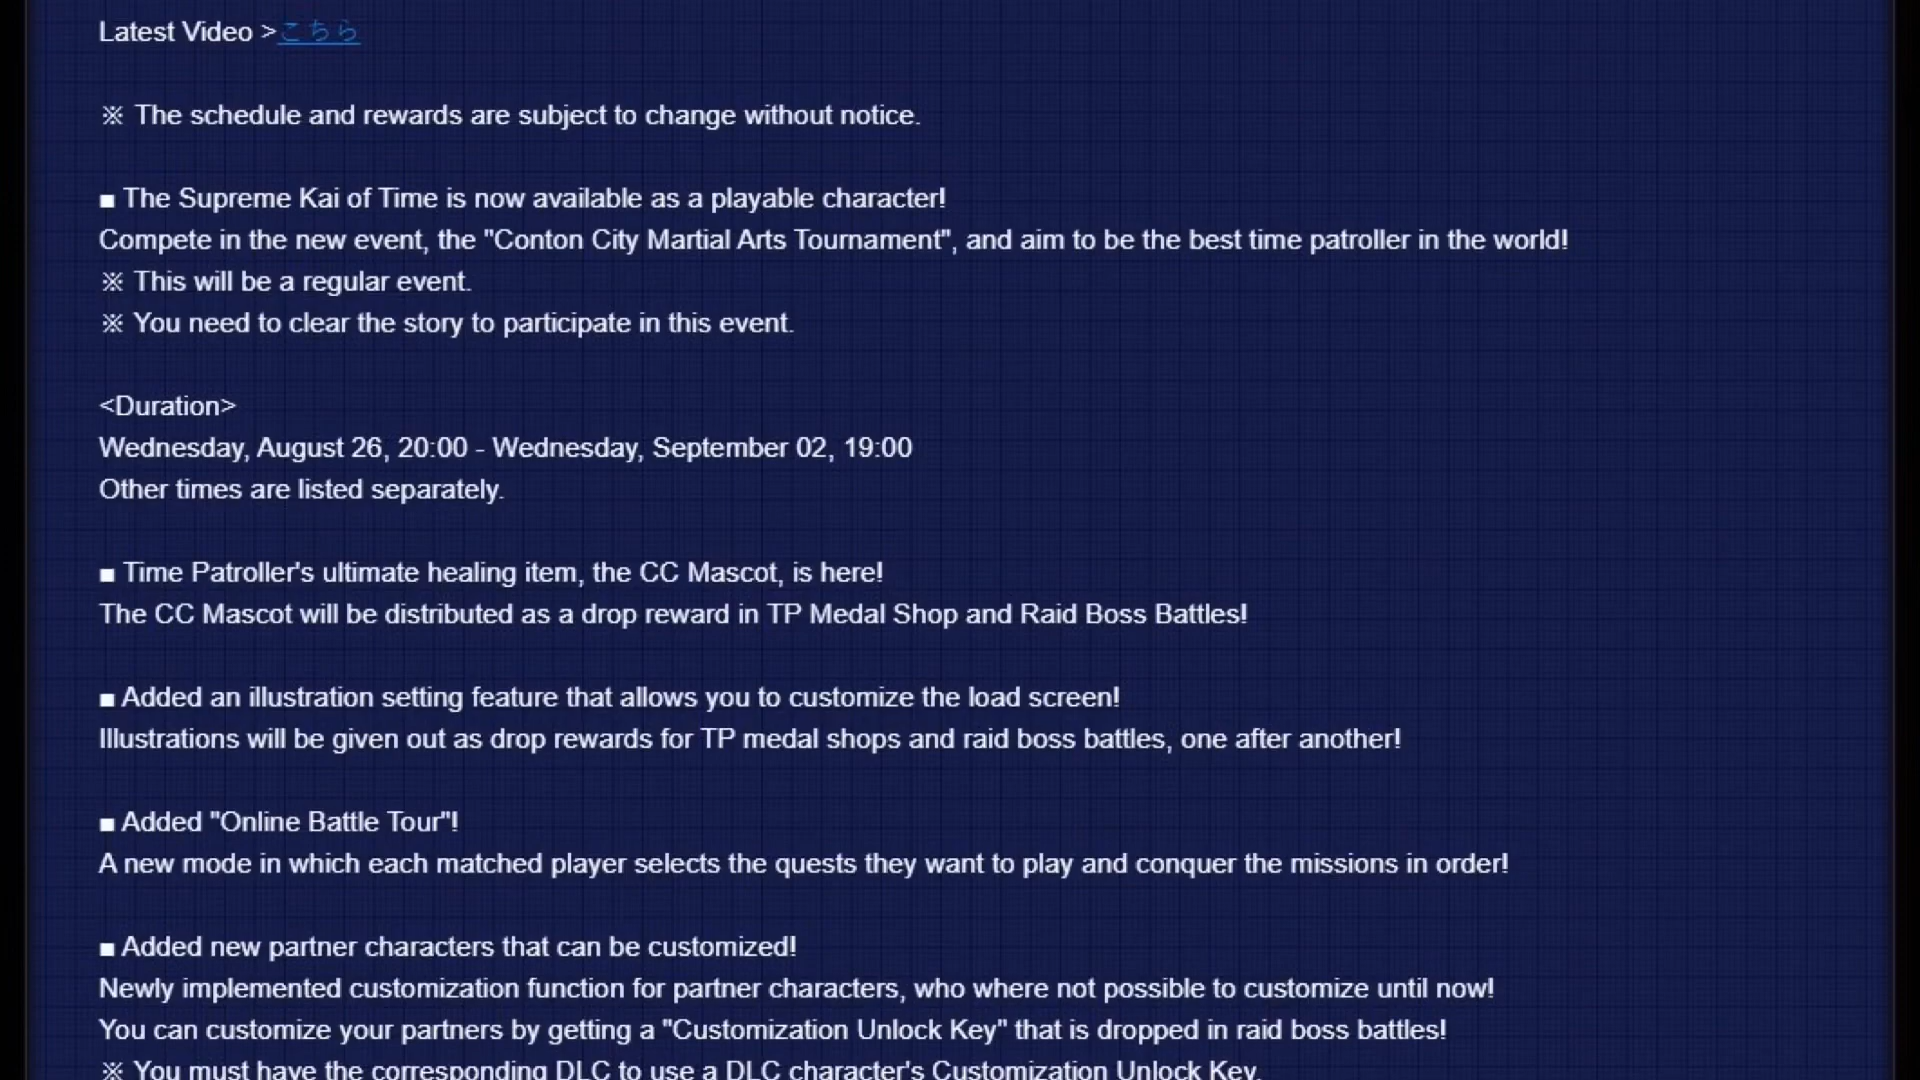 Latest Video >こちら
※ The schedule and rewards are subject to change without notice.
■ The Supreme Kai of Time is now available as a playable character!
Compete in the new event, the "Conton City Martial Arts Tournament", and aim to be the best time patroller in the world!
※ This will be a regular event.
※ You need to clear the story to participate in this event.
<Duration>
Wednesday, August 26, 20:00 - Wednesday, September 02, 19:00
Other times are listed separately.
■ Time Patroller's ultimate healing item, the CC Mascot, is here!
The CC Mascot will be distributed as a drop reward in TP Medal Shop and Raid Boss Battles!
■ Added an illustration setting feature that allows you to customize the load screen!
Illustrations will be given out as drop rewards for TP medal shops and raid boss battles, one after another!
■ Added "Online Battle Tour"!
A new mode in which each matched player selects the quests they want to play and conquer the missions in order!
■ Added new partner characters that can be customized!
Newly implemented customization function for partner characters, who where not possible to customize until now!
You can customize your partners by getting a "Customization Unlock Key" that is dropped in raid boss battles!
※ You must have the corresponding DLC to use a DLC character's Customization Unlock Key.